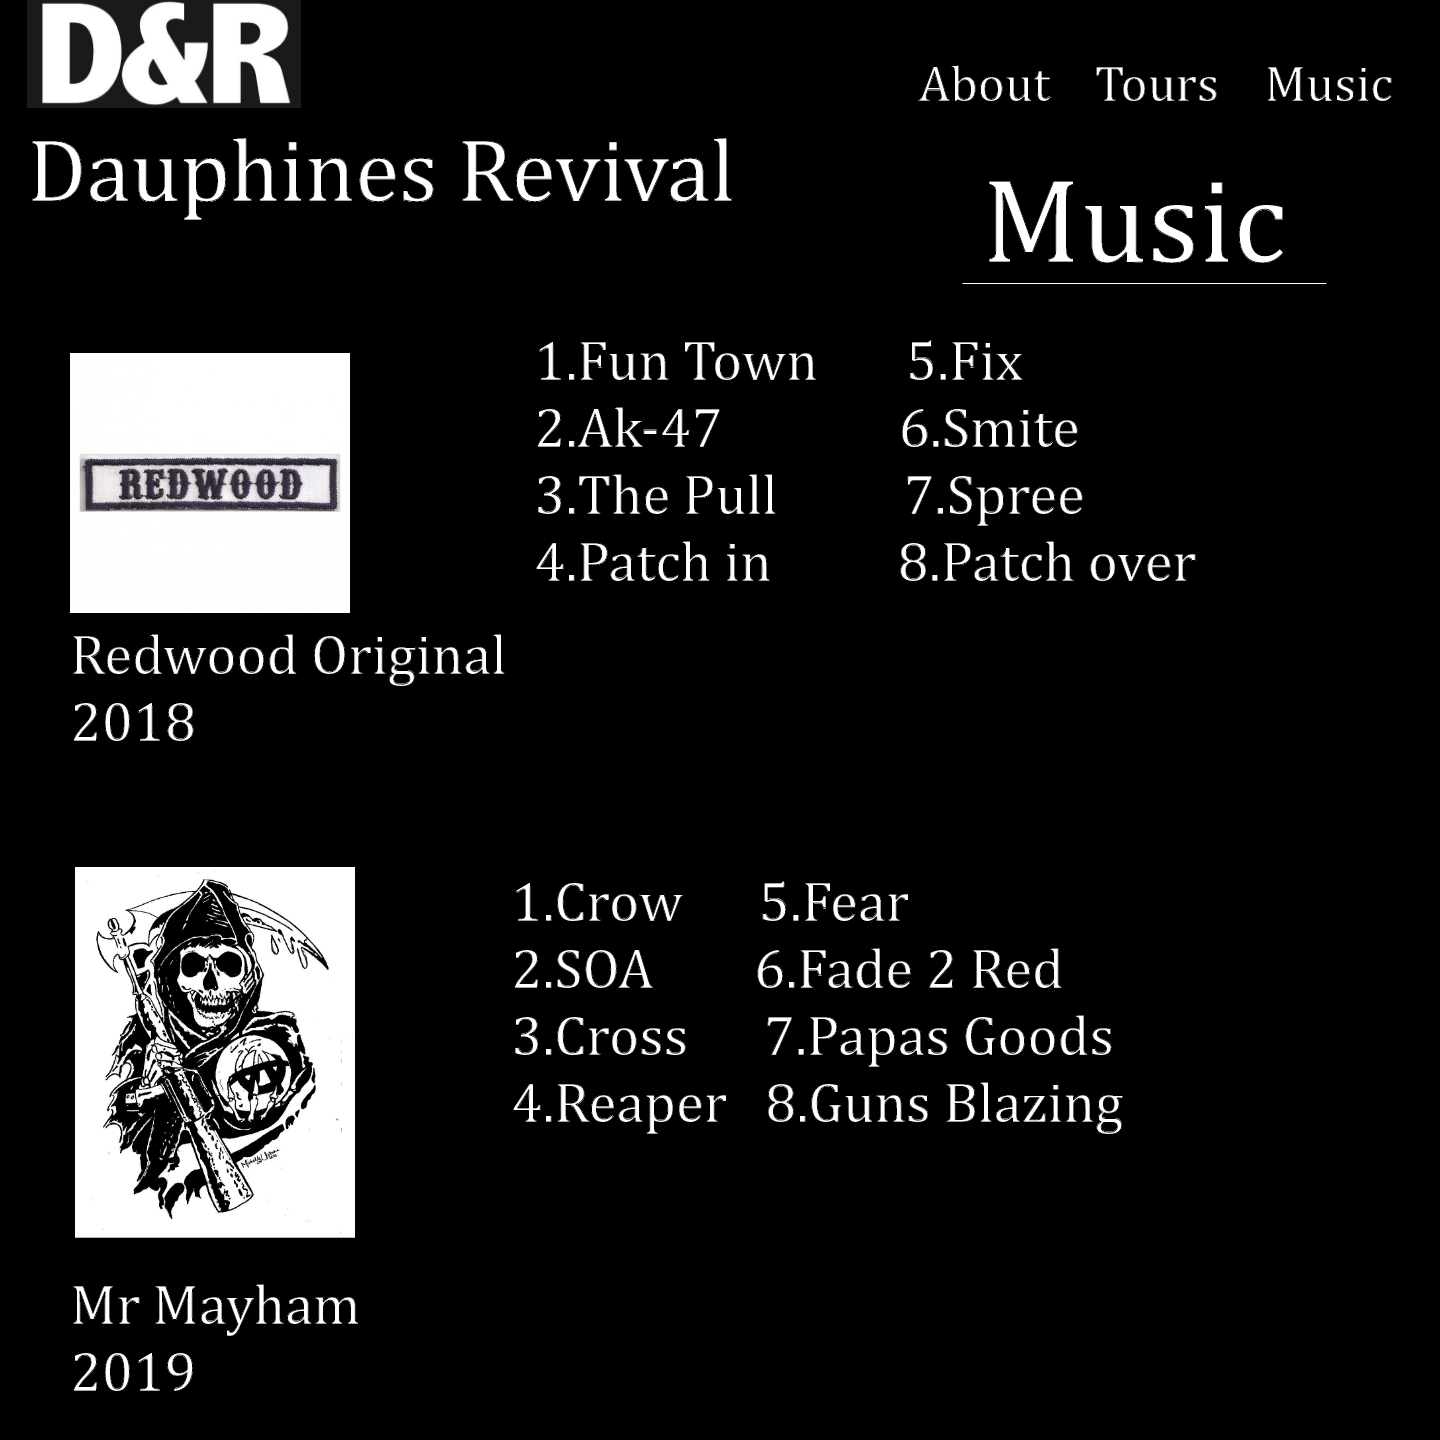 D&R
About Tours Music
Dauphines Revival
Music
REDWOOD
1.Fun Town 5.Fix
2.Ak-47 6.Smite
3.The Pull 7.Spree
4.Patch in 8.Patch over
Redwood Original
2018
1.Crow 5.Fear
2.SOA 6.Fade 2 Red
3.Cross 7.Papas Goods
4.Reaper 8.Guns Blazing
Mr Mayham
2019